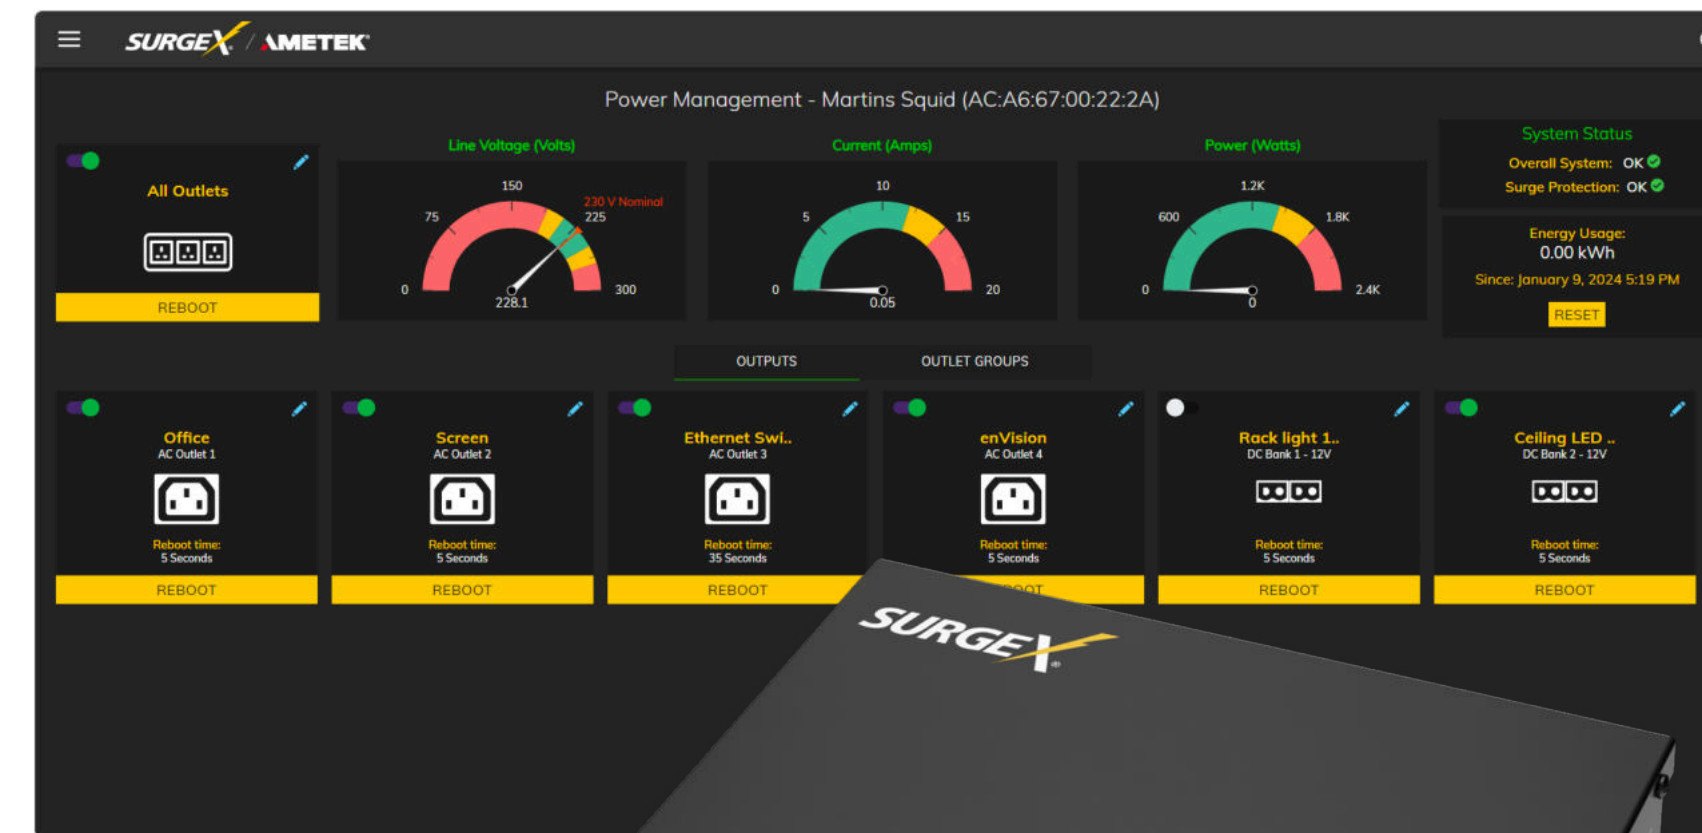 SURGEX / AMETEK®
Power Management - Martins Squid (AC:A6:67:00:22:2A)
All Outlets
REBOOT
Line Voltage (Volts)
150
230 V Nominal
75
225
0
300
228.1
Current (Amps)
10
5
15
0
20
0.05
Power (Watts)
1.2K
600
1.8K
0
2.4K
0
System Status
Overall System: OK
Surge Protection: OK
Energy Usage:
0.00 kWh
Since: January 9, 2024 5:19 PM
RESET
OUTPUTS
OUTLET GROUPS
Office
AC Outlet 1
Reboot time:
5 Seconds
REBOOT
Screen
AC Outlet 2
Reboot time:
5 Seconds
REBOOT
Ethernet Swi..
AC Outlet 3
Reboot time:
35 Seconds
REBOOT
enVision
AC Outlet 4
Reboot time:
5 Seconds
Rack light 1..
DC Bank 1 - 12V
Reboot time:
5 Seconds
REBOOT
Ceiling LED ..
DC Bank 2 - 12V
Reboot time:
5 Seconds
REBOOT
SURGEX®